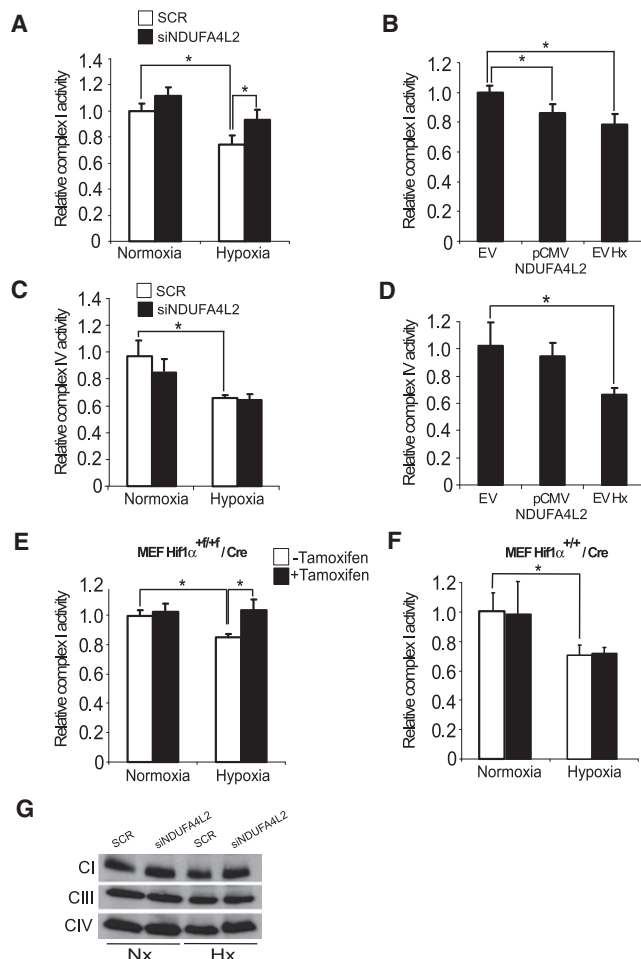 A
SCR
siNDUFA4L2
Relative complex I activity
1.4
1.2
1.0
0.8
0.6
0.4
0.2
0
*
*
Normoxia Hypoxia
B
Relative complex I activity
1.2
1.0
0.8
0.6
0.4
0.2
0
*
*
EV pCMV EV Hx
NDUFA4L2
C
SCR
siNDUFA4L2
Relative complex IV activity
1.4
1.2
1.0
0.8
0.6
0.4
0.2
0
*
Normoxia Hypoxia
D
Relative complex IV activity
1.4
1.2
1.0
0.8
0.6
0.4
0.2
0
*
EV pCMV EV Hx
NDUFA4L2
E
MEF Hif1α +f/+f / Cre
-Tamoxifen
+Tamoxifen
Relative complex I activity
1.2
1.0
0.8
0.6
0.4
0.2
0
*
*
Normoxia Hypoxia
F
MEF Hif1α +/+ / Cre
Relative complex I activity
1.4
1.2
1.0
0.8
0.6
0.4
0.2
0
*
Normoxia Hypoxia
G
SCR siNDUFA4L2 SCR siNDUFA4L2
CI
CIII
CIV
Nx Hx